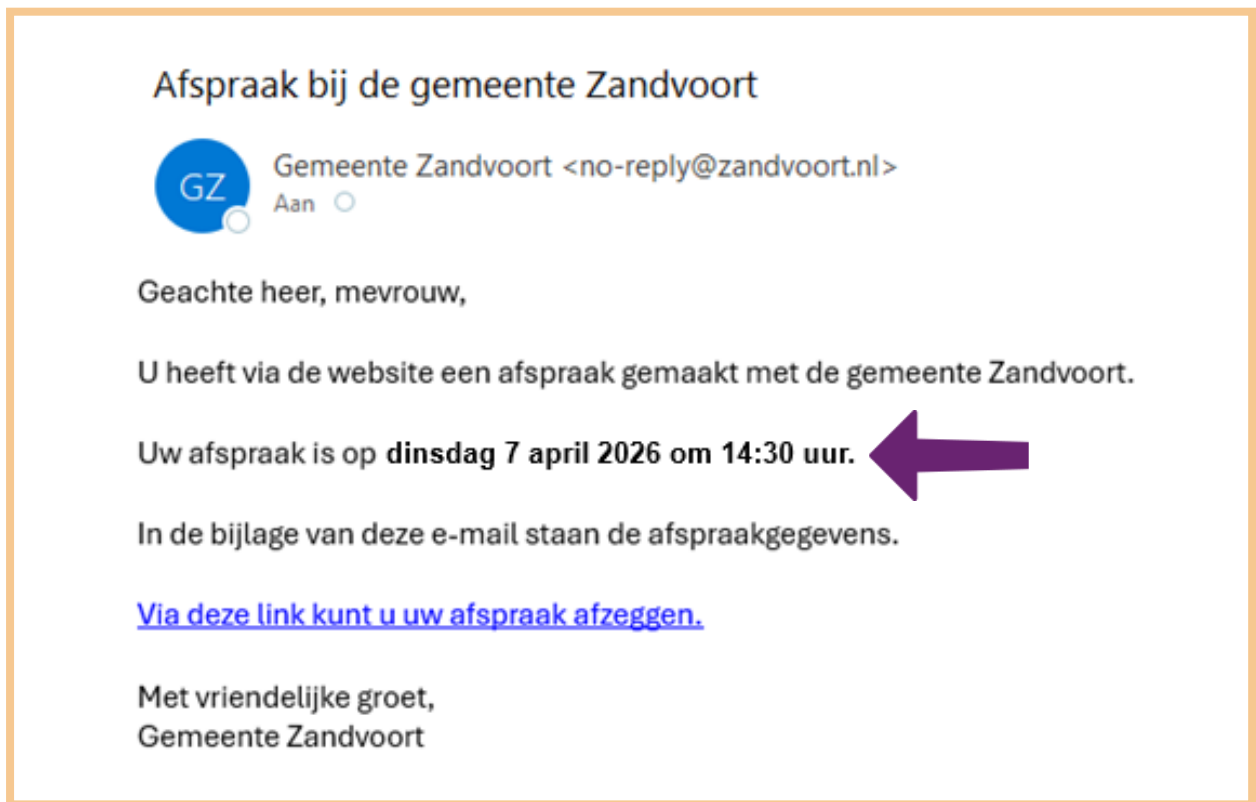 Afspraak bij de gemeente Zandvoort
GZ
Gemeente Zandvoort <no-reply@zandvoort.nl>
Aan
Geachte heer, mevrouw,
U heeft via de website een afspraak gemaakt met de gemeente Zandvoort.
Uw afspraak is op dinsdag 7 april 2026 om 14:30 uur.
In de bijlage van deze e-mail staan de afspraakgegevens.
Via deze link kunt u uw afspraak afzeggen.
Met vriendelijke groet,
Gemeente Zandvoort